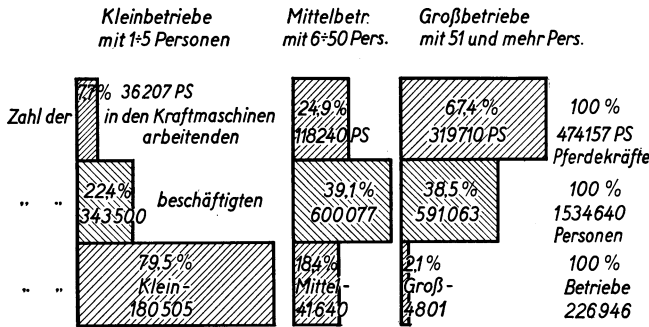 Kleinbetriebe Mittelbetr. Großbetriebe
mit 1÷5 Personen mit 6÷50 Pers. mit 51 und mehr Pers.
7,7% 36207 PS 24,9% 67,4% 100%
Zahl der in den Kraftmaschinen 118240 PS 319710 PS 474157 PS
arbeitenden Pferdekräfte
22,4% 39,1% 38,5% 100%
" " 343500 beschäftigten 600077 591063 1534640
Personen
79,5% 18,4% 2,1% 100%
" " Klein- Mittel- Groß- Betriebe
180505 41640 4801 226946